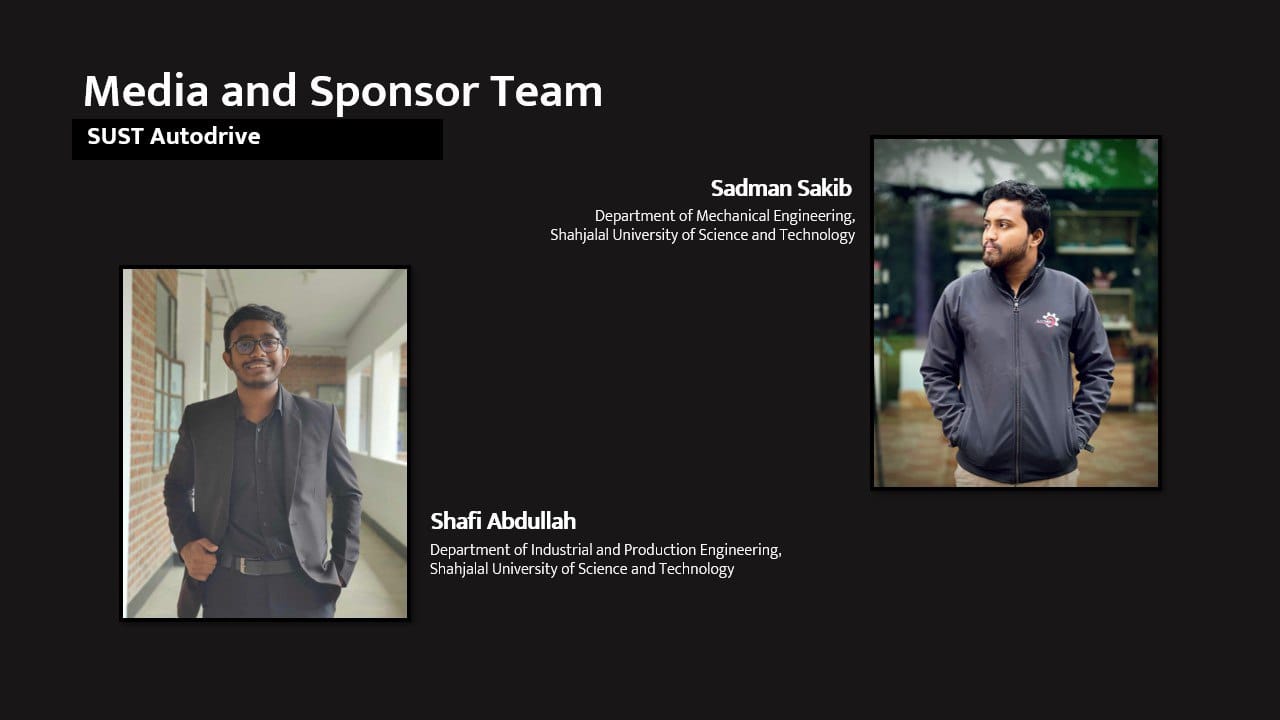 Media and Sponsor Team
SUST Autodrive
Sadman Sakib
Department of Mechanical Engineering,
Shahjalal University of Science and Technology
Shafi Abdullah
Department of Industrial and Production Engineering,
Shahjalal University of Science and Technology